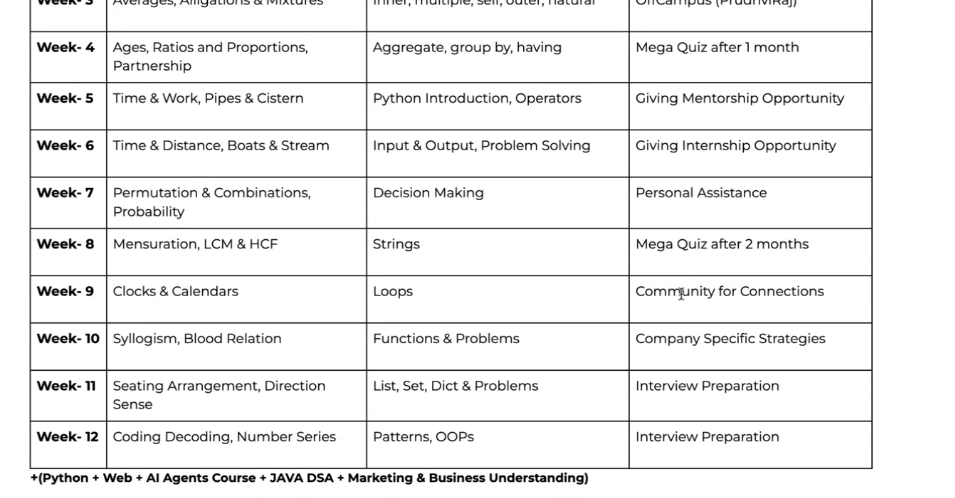 Week- 3 Averages, Alligations & Mixtures Inner, multiple, self, outer, natural OffCampus (PrudhviRaj)
Week- 4 Ages, Ratios and Proportions, Aggregate, group by, having Mega Quiz after 1 month
Partnership
Week- 5 Time & Work, Pipes & Cistern Python Introduction, Operators Giving Mentorship Opportunity
Week- 6 Time & Distance, Boats & Stream Input & Output, Problem Solving Giving Internship Opportunity
Week- 7 Permutation & Combinations, Decision Making Personal Assistance
Probability
Week- 8 Mensuration, LCM & HCF Strings Mega Quiz after 2 months
Week- 9 Clocks & Calendars Loops Community for Connections
Week- 10 Syllogism, Blood Relation Functions & Problems Company Specific Strategies
Week- 11 Seating Arrangement, Direction List, Set, Dict & Problems Interview Preparation
Sense
Week- 12 Coding Decoding, Number Series Patterns, OOPs Interview Preparation
+(Python + Web + AI Agents Course + JAVA DSA + Marketing & Business Understanding)